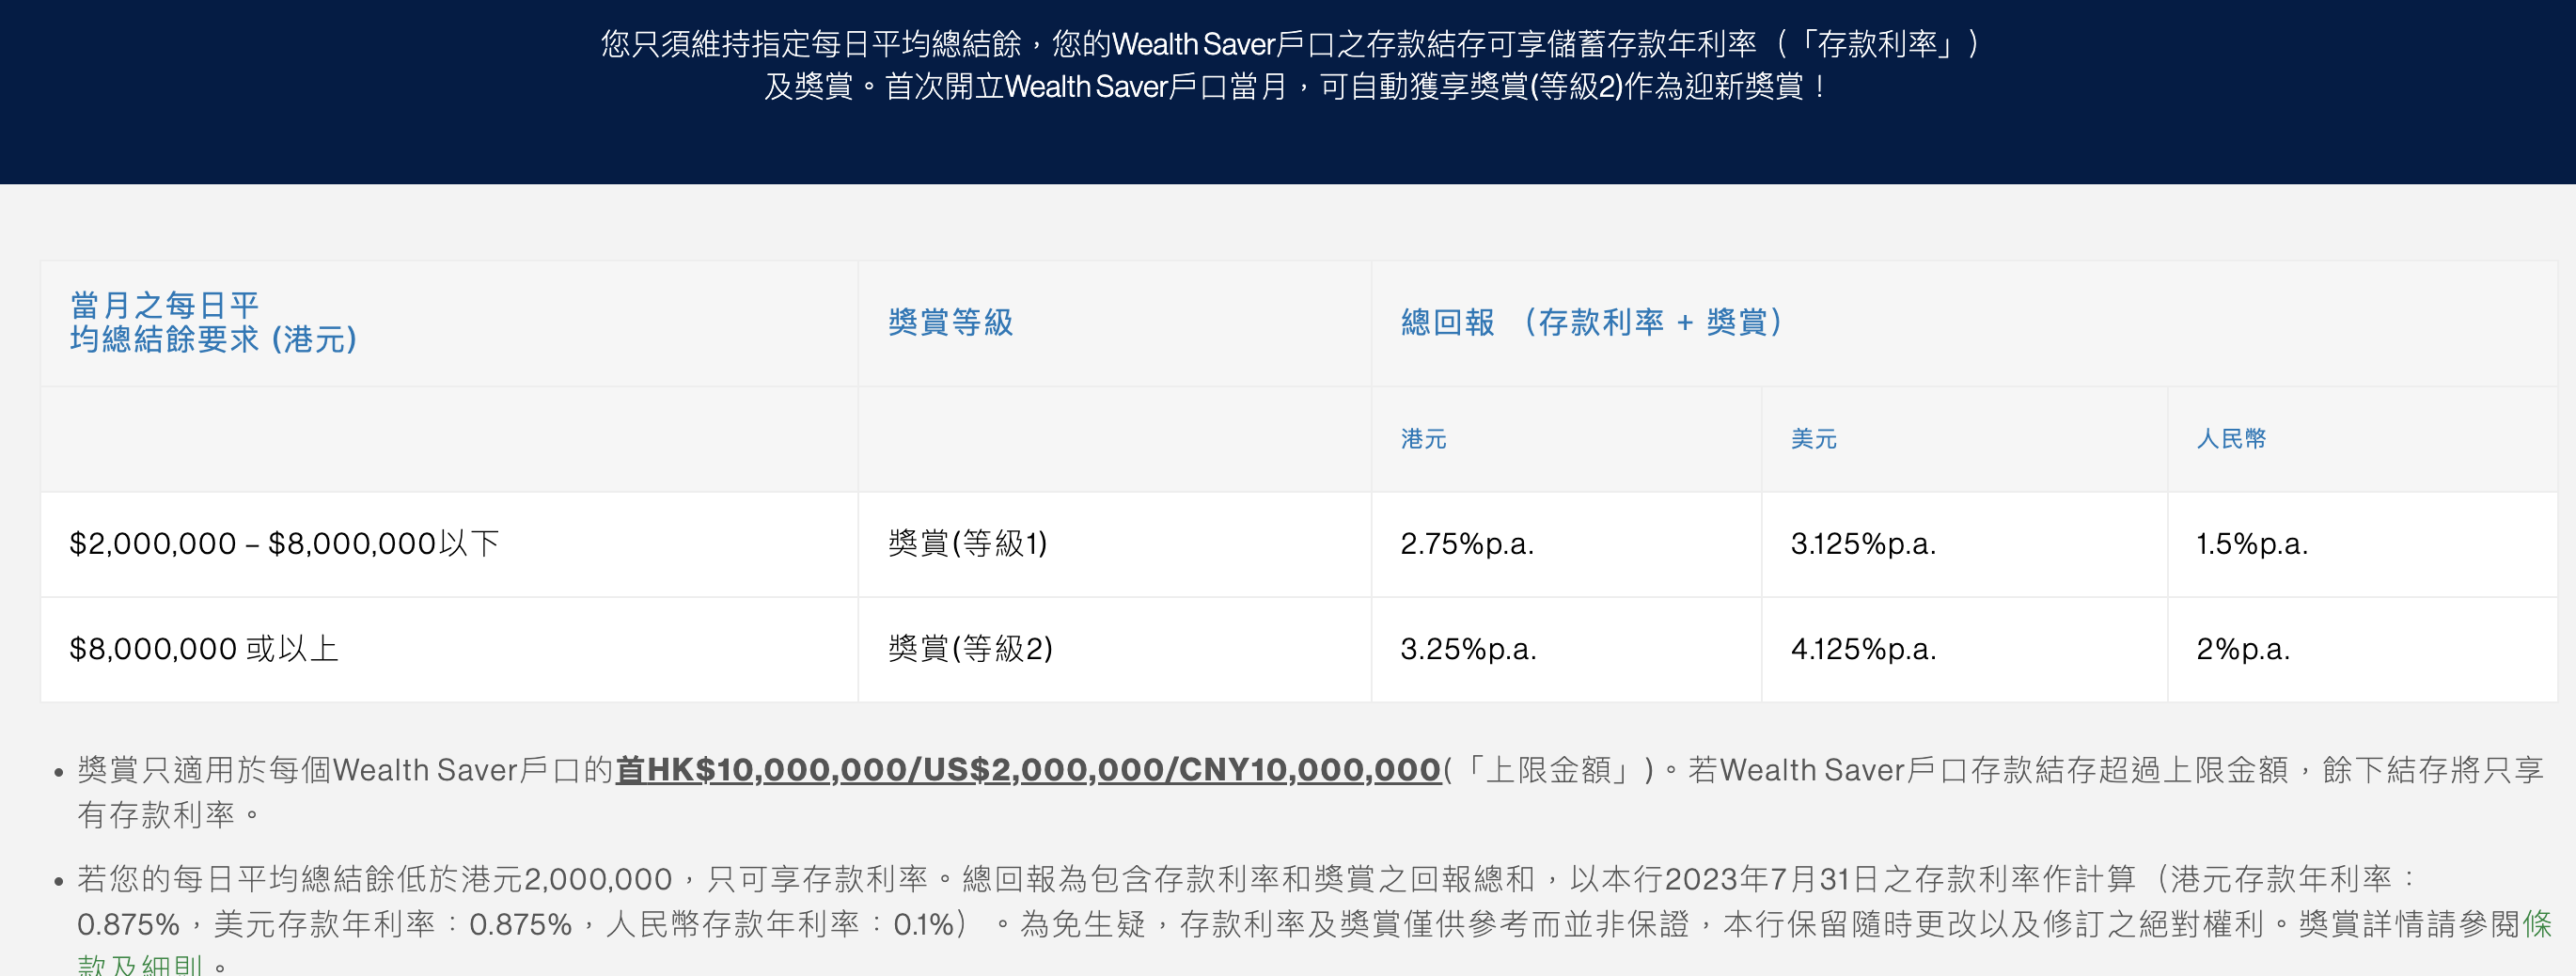 您只須維持指定每日平均總結餘，您的Wealth Saver戶口之存款結存可享儲蓄存款年利率（「存款利率」）
及獎賞。首次開立Wealth Saver戶口當月，可自動獲享獎賞(等級2)作為迎新獎賞！
當月之每日平
均總結餘要求 (港元)
獎賞等級
總回報 （存款利率 + 獎賞）
港元
美元
人民幣
$2,000,000 – $8,000,000以下
獎賞(等級1)
2.75%p.a.
3.125%p.a.
1.5%p.a.
$8,000,000 或以上
獎賞(等級2)
3.25%p.a.
4.125%p.a.
2%p.a.
• 獎賞只適用於每個Wealth Saver戶口的首HK$10,000,000/US$2,000,000/CNY10,000,000(「上限金額」)。若Wealth Saver戶口存款結存超過上限金額，餘下結存將只享
有存款利率。
• 若您的每日平均總結餘低於港元2,000,000，只可享存款利率。總回報為包含存款利率和獎賞之回報總和，以本行2023年7月31日之存款利率作計算（港元存款年利率：
0.875%，美元存款年利率：0.875%，人民幣存款年利率：0.1%）。為免生疑，存款利率及獎賞僅供參考而並非保證，本行保留隨時更改以及修訂之絕對權利。獎賞詳情請參閱條
款及細則。